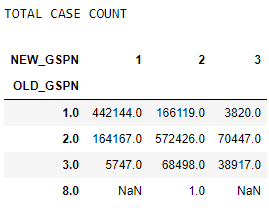 TOTAL CASE COUNT
NEW_GSPN 1 2 3
OLD_GSPN
1.0 442144.0 166119.0 3820.0
2.0 164167.0 572426.0 70447.0
3.0 5747.0 68498.0 38917.0
8.0 NaN 1.0 NaN